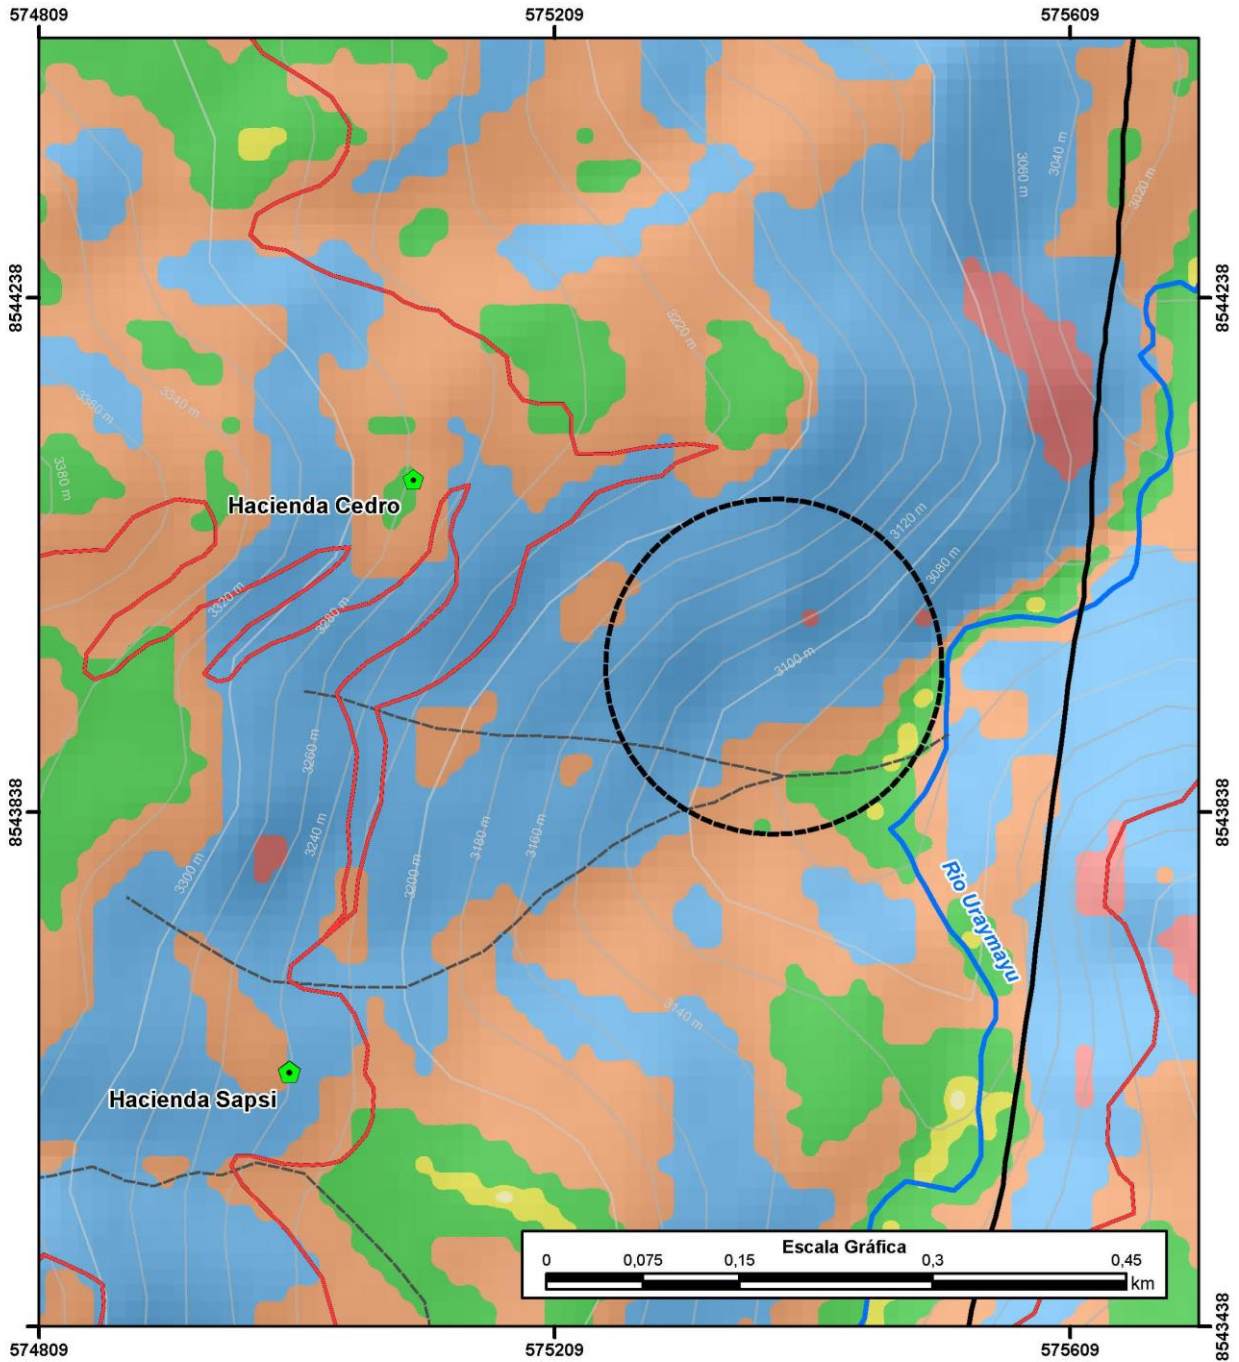 574809 575209 575609
3040 m
3060 m
3020 m
8544238 8544238
3220 m
3360 m
3340 m
3380 m
Hacienda Cedro
3120 m
3080 m
3320 m
3280 m
3100 m
3260 m
8543838 8543838
3240 m
3180 m
3160 m
3300 m
3200 m
Rio Uraymayu
3140 m
Hacienda Sapsi
Escala Gráfica
0 0,075 0,15 0,3 0,45
km
8543438
574809 575209 575609